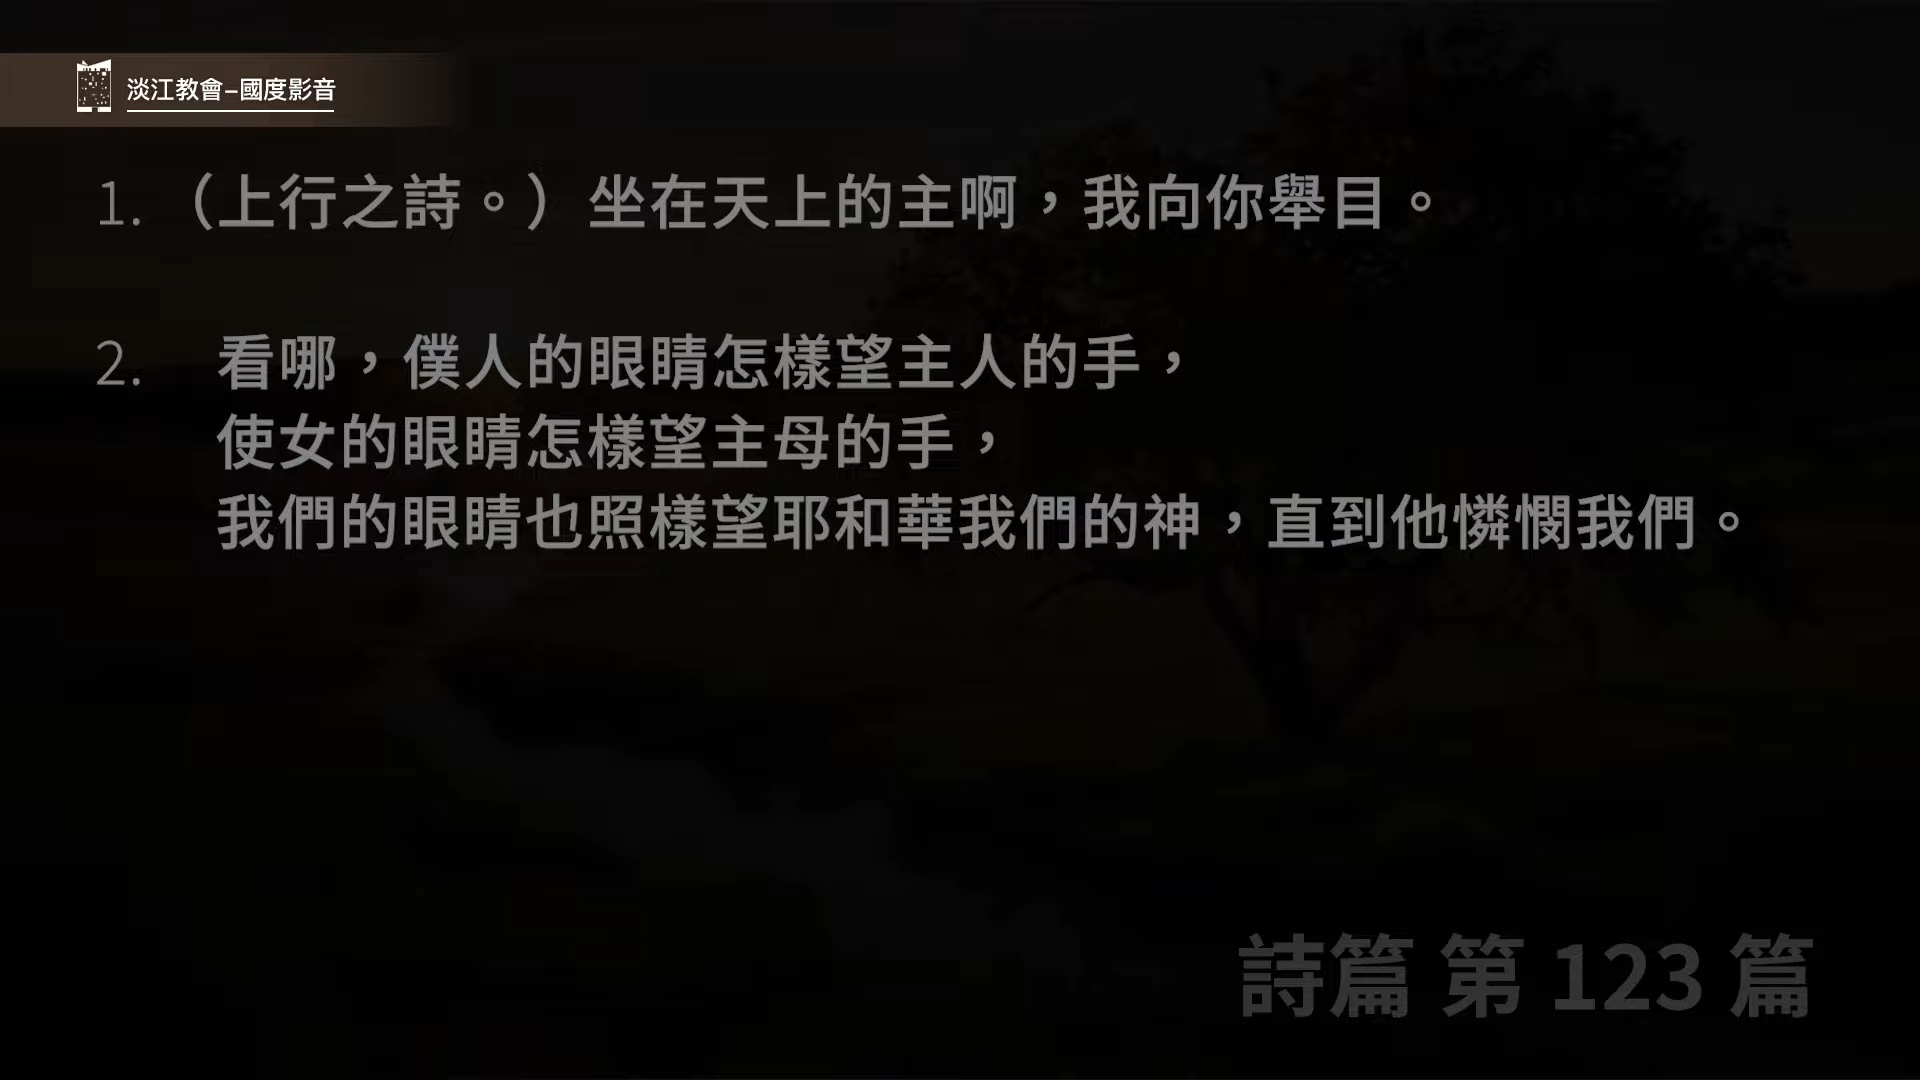 淡江教會–國度影音
1.（上行之詩。）坐在天上的主啊，我向你舉目。
2. 看哪，僕人的眼睛怎樣望主人的手，
使女的眼睛怎樣望主母的手，
我們的眼睛也照樣望耶和華我們的神，直到他憐憫我們。
詩篇 第 123 篇